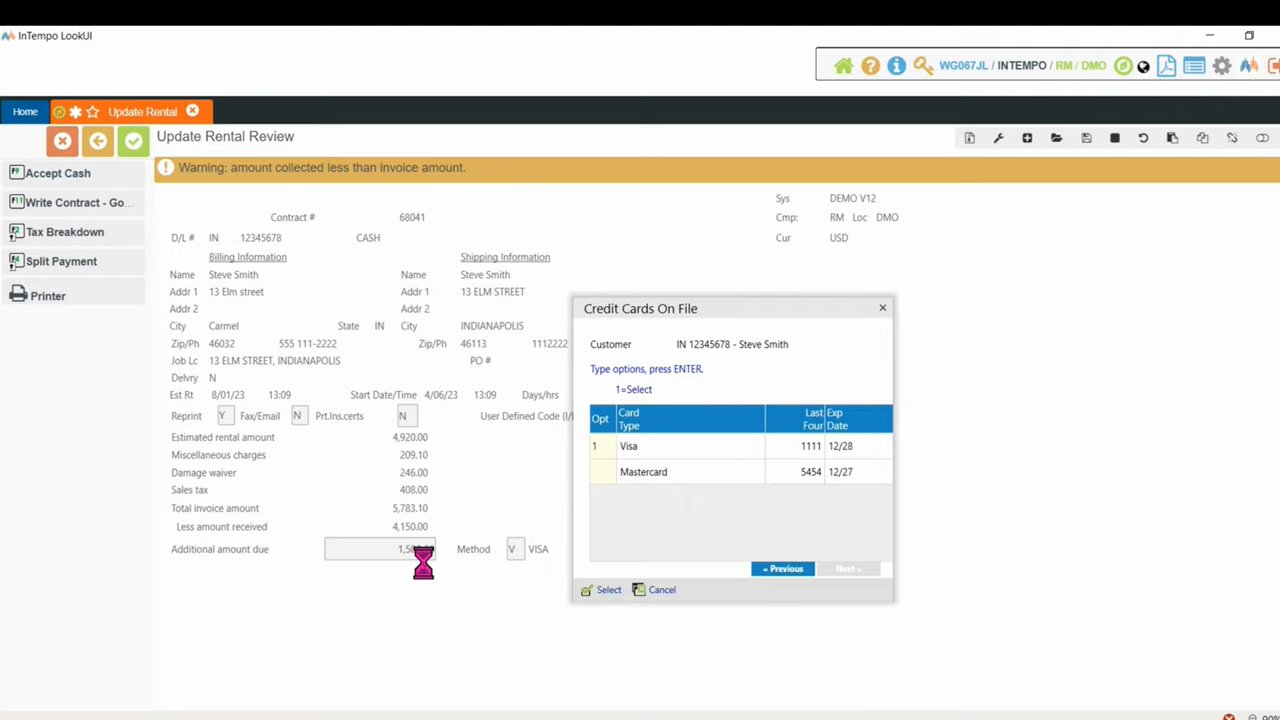 InTempo LookUI
WG067JL / INTEMPO / RM / DMO
Home
Update Rental
Update Rental Review
Accept Cash
Write Contract - Go...
Tax Breakdown
Split Payment
Printer
Warning: amount collected less than invoice amount.
Sys DEMO V12
Contract # 68041 Cmp: RM Loc DMO
D/L # IN 12345678 CASH Cur USD
Billing Information Shipping Information
Name Steve Smith Name Steve Smith
Addr 1 13 Elm street Addr 1 13 ELM STREET
Addr 2 Addr 2
City Carmel State IN City INDIANAPOLIS
Zip/Ph 46032 555 111-2222 Zip/Ph 46113 1112222
Job Lc 13 ELM STREET, INDIANAPOLIS PO #
Delvry N
Est Rt 8/01/23 13:09 Start Date/Time 4/06/23 13:09 Days/hrs
Reprint Y Fax/Email N Prt.Ins.certs N User Defined Code (I/
Estimated rental amount 4,920.00
Miscellaneous charges 209.10
Damage waiver 246.00
Sales tax 408.00
Total invoice amount 5,783.10
Less amount received 4,150.00
Additional amount due Method V VISA
Credit Cards On File
Customer IN 12345678 - Steve Smith
Type options, press ENTER.
1=Select
Opt Card Type Last Four Exp Date
1 Visa 1111 12/28
Mastercard 5454 12/27
« Previous Next »
Select Cancel